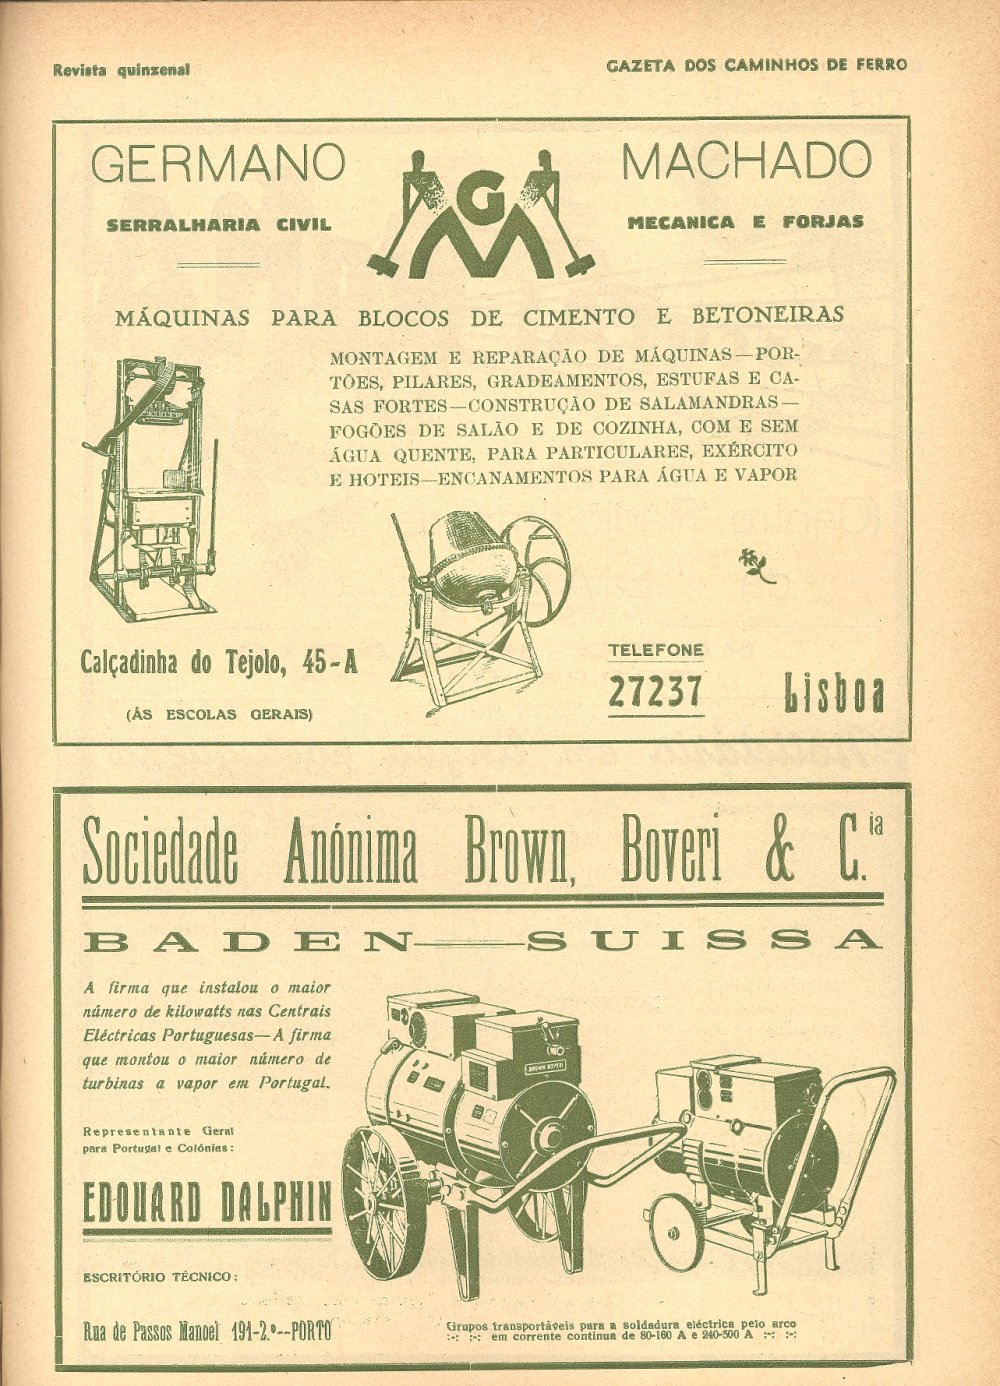 Revista quinzenal
GAZETA DOS CAMINHOS DE FERRO
GERMANO
MACHADO
SERRALHARIA CIVIL
G
M
MECANICA E FORJAS
MÁQUINAS PARA BLOCOS DE CIMENTO E BETONEIRAS
MONTAGEM E REPARAÇÃO DE MÁQUINAS—POR-
TÕES, PILARES, GRADEAMENTOS, ESTUFAS E CA-
SAS FORTES—CONSTRUÇÃO DE SALAMANDRAS—
FOGÕES DE SALÃO E DE COZINHA, COM E SEM
ÁGUA QUENTE, PARA PARTICULARES, EXÉRCITO
E HOTEIS—ENCANAMENTOS PARA ÁGUA E VAPOR
Calçadinha do Tejolo, 45-A
(ÁS ESCOLAS GERAIS)
TELEFONE
27237
Lisboa
Sociedade Anónima Brown, Boveri & C.ia
BADEN—SUISSA
A firma que instalou o maior
número de kilowatts nas Centrais
Eléctricas Portuguesas—A firma
que montou o maior número de
turbinas a vapor em Portugal.
Representante Geral
para Portugal e Colónias:
EDOUARD DALPHIN
ESCRITÓRIO TÉCNICO:
Rua de Passos Manoel 191-2.º--PORTO
BROWN BOVERI
Grupos transportáveis para a soldadura eléctrica pelo arco
:-: :-: em corrente continua de 80-160 A e 240-300 A :-: :-: